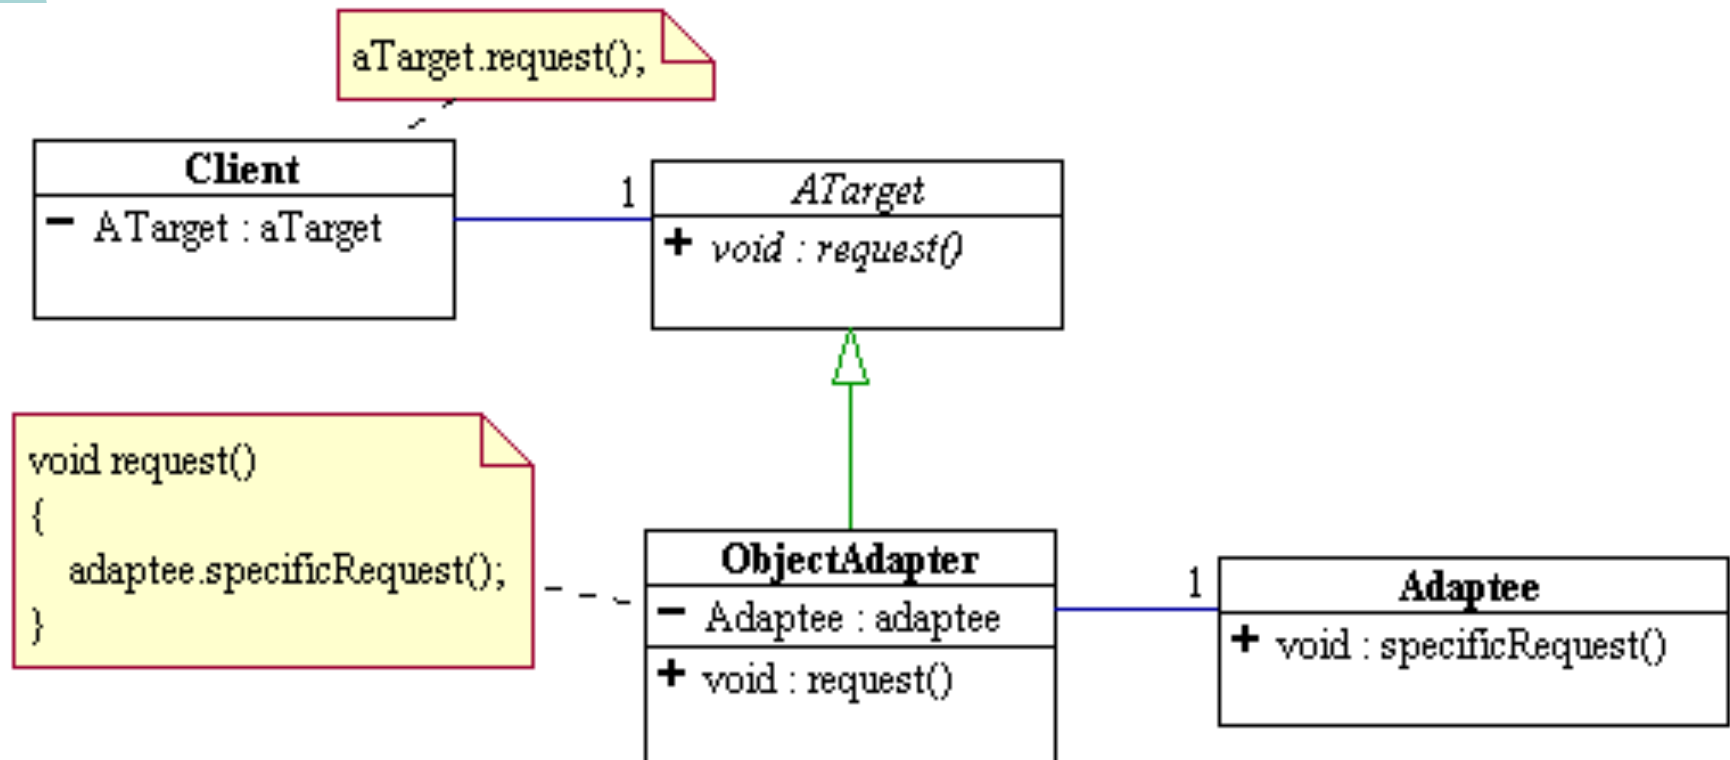 aTarget.request();
Client
- ATarget : aTarget
1
ATarget
+ void : request()
void request()
{
adaptee.specificRequest();
}
ObjectAdapter
- Adaptee : adaptee
+ void : request()
1
Adaptee
+ void : specificRequest()